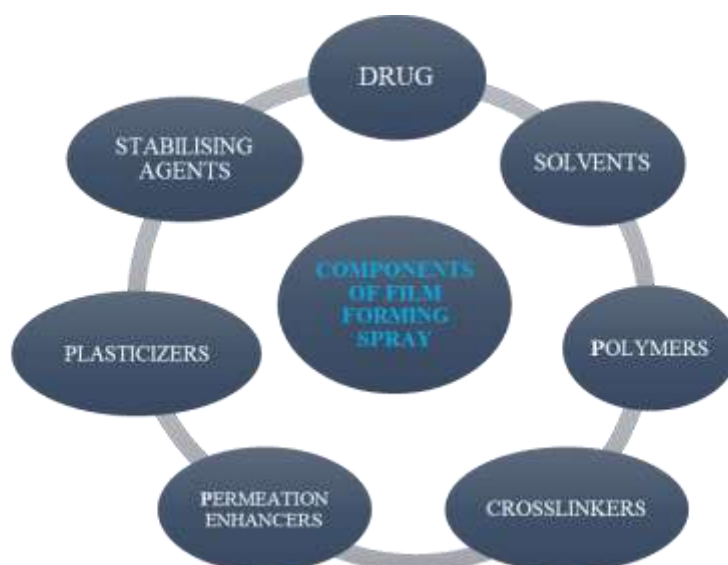 DRUG
SOLVENTS
POLYMERS
CROSSLINKERS
PERMEATION
ENHANCERS
PLASTICIZERS
STABILISING
AGENTS
COMPONENTS
OF FILM
FORMING
SPRAY